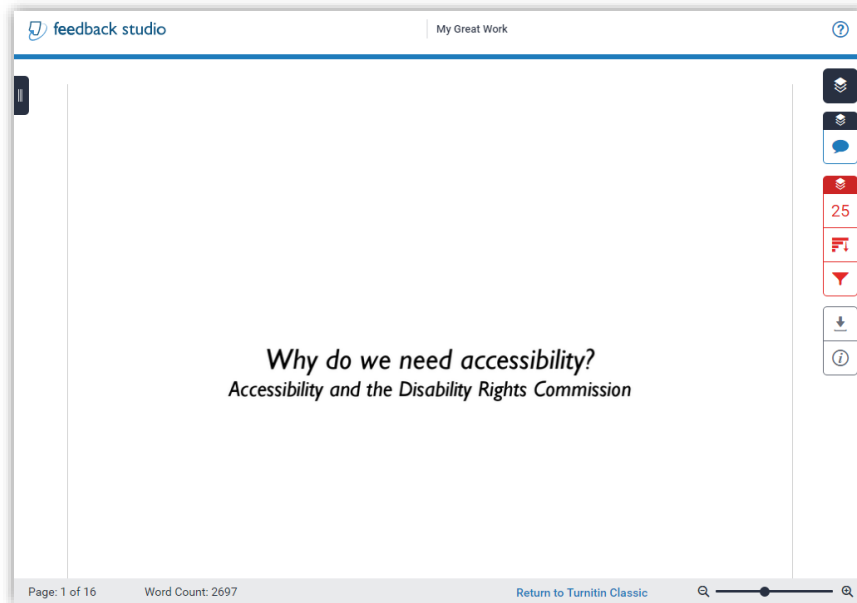 feedback studio
My Great Work
25
Why do we need accessibility?
Accessibility and the Disability Rights Commission
Page: 1 of 16
Word Count: 2697
Return to Turnitin Classic